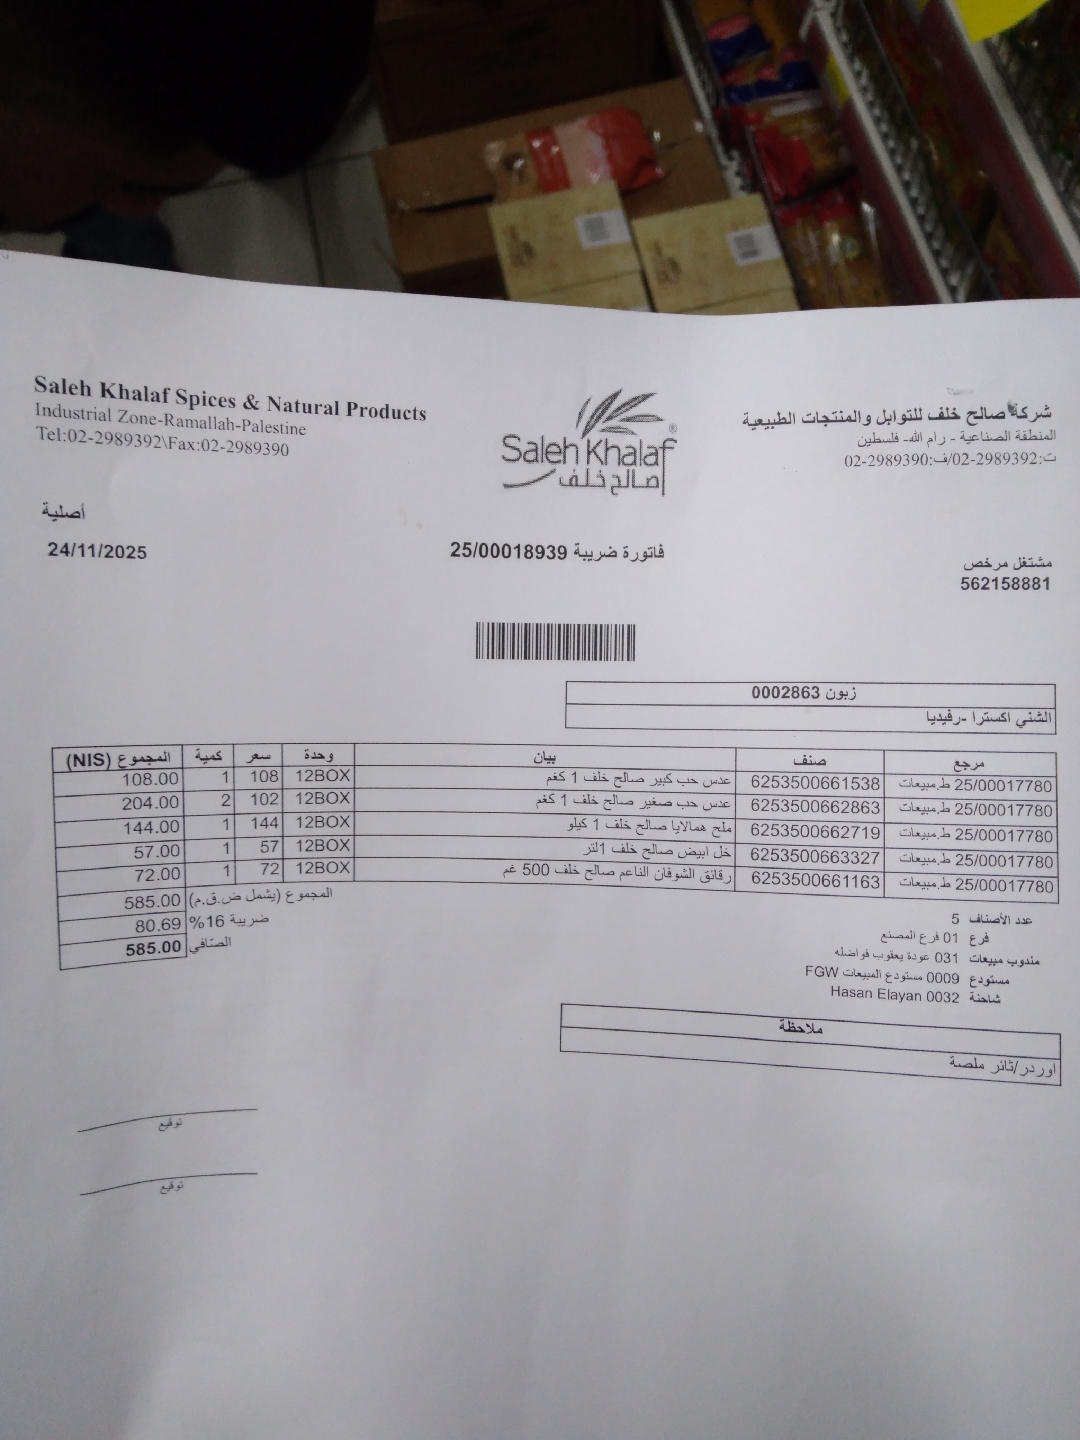 Saleh Khalaf Spices & Natural Products
Industrial Zone-Ramallah-Palestine
Tel:02-2989392\Fax:02-2989390
Saleh Khalaf ®
صالح خلف
شركة صالح خلف للتوابل والمنتجات الطبيعية
المنطقة الصناعية - رام الله- فلسطين
ت:02-2989392/ف:02-2989390
أصلية
24/11/2025
فاتورة ضريبة 25/00018939
مشتغل مرخص
562158881
زبون 0002863
الشني اكسترا -رفيديا
مرجع صنف بيان وحدة سعر كمية المجموع (NIS)
25/00017780 ط.مبيعات 6253500661538 عدس حب كبير صالح خلف 1 كغم 12BOX 108 1 108.00
25/00017780 ط.مبيعات 6253500662863 عدس حب صغير صالح خلف 1 كغم 12BOX 102 2 204.00
25/00017780 ط.مبيعات 6253500662719 ملح همالايا صالح خلف 1 كيلو 12BOX 144 1 144.00
25/00017780 ط.مبيعات 6253500663327 خل ابيض صالح خلف 1لتر 12BOX 57 1 57.00
25/00017780 ط.مبيعات 6253500661163 رقائق الشوفان الناعم صالح خلف 500 غم 12BOX 72 1 72.00
المجموع (يشمل ض.ق.م) 585.00
ضريبة 16% 80.69
الصّافي 585.00
عدد الأصناف 5
فرع 01 فرع المصنع
مندوب مبيعات 031 عودة يعقوب فواضله
مستودع 0009 مستودع المبيعات FGW
شاحنة 0032 Hasan Elayan
ملاحظة
اوردر/ثائر ملصة
توقيع
توقيع